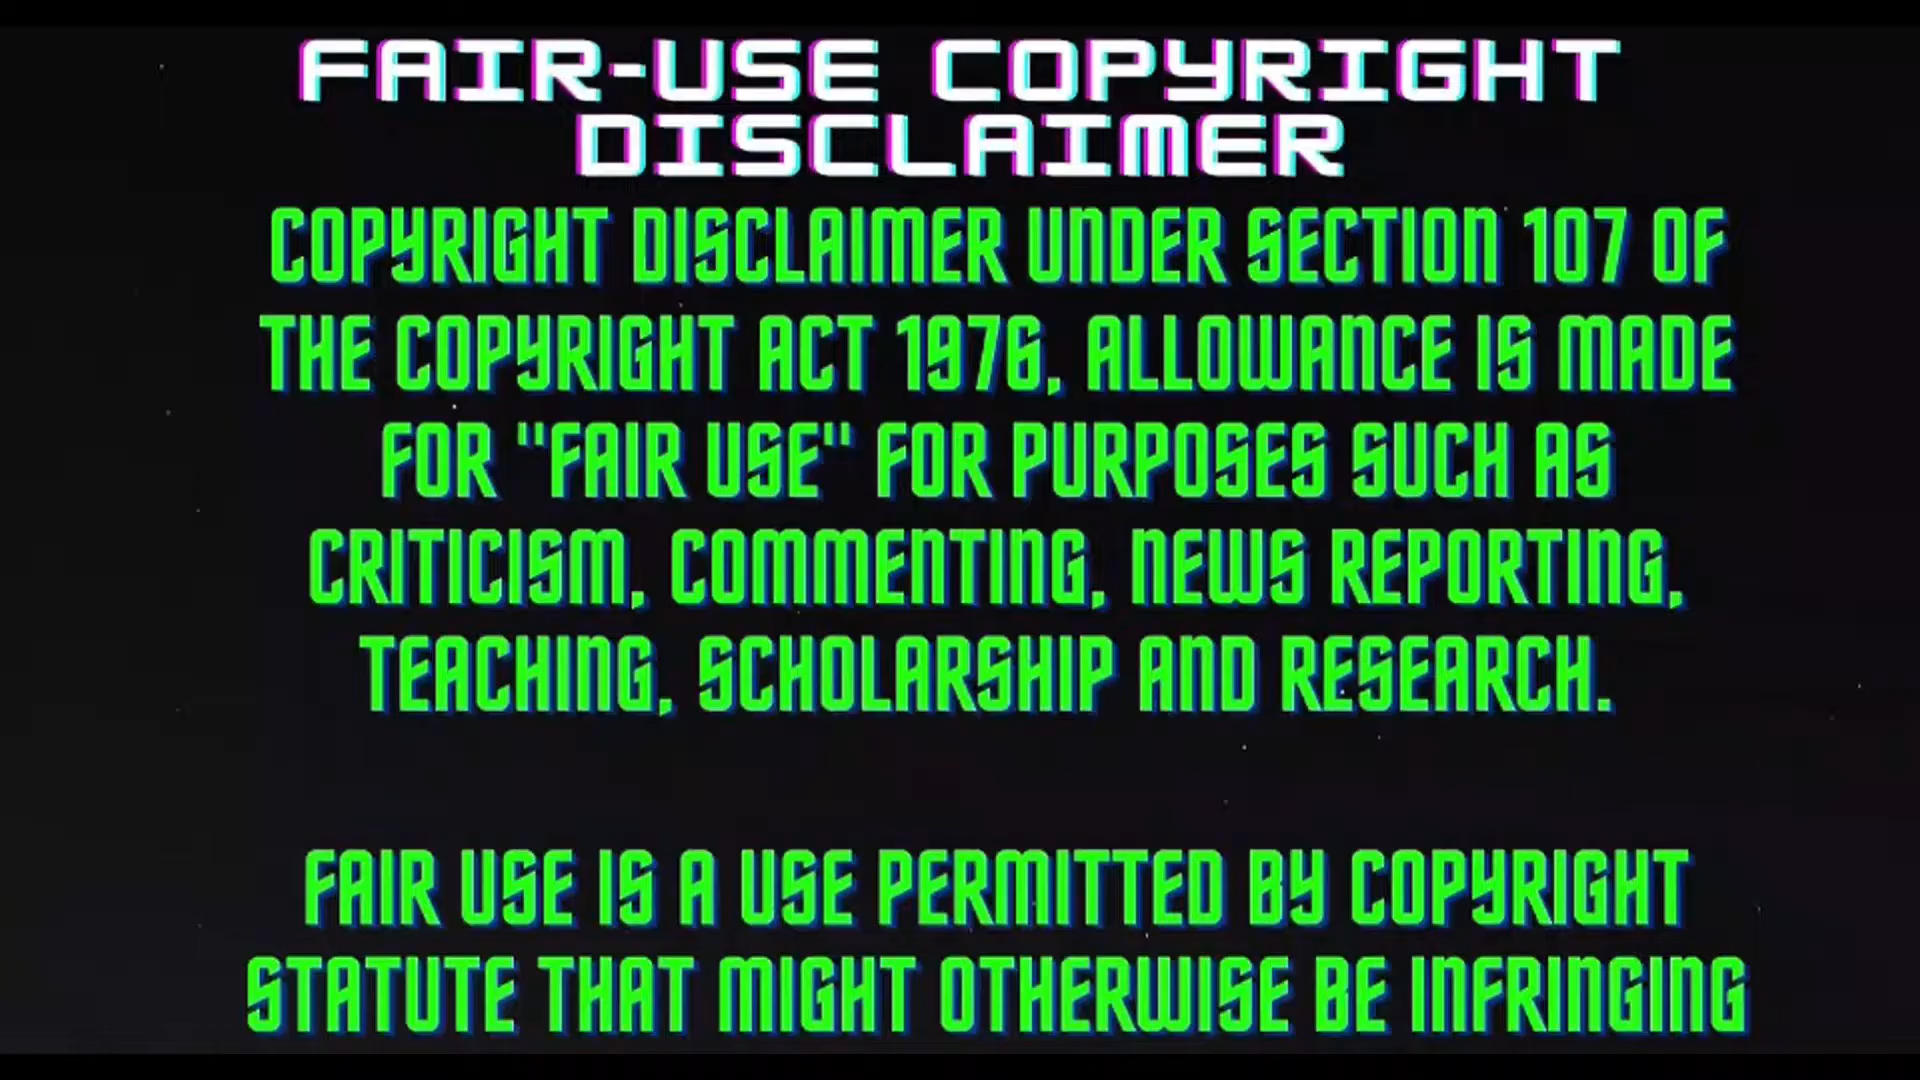 FAIR-USE COPYRIGHT
DISCLAIMER
COPYRIGHT DISCLAIMER UNDER SECTION 107 OF
THE COPYRIGHT ACT 1976, ALLOWANCE IS MADE
FOR "FAIR USE" FOR PURPOSES SUCH AS
CRITICISM, COMMENTING, NEWS REPORTING,
TEACHING, SCHOLARSHIP AND RESEARCH.
FAIR USE IS A USE PERMITTED BY COPYRIGHT
STATUTE THAT MIGHT OTHERWISE BE INFRINGING